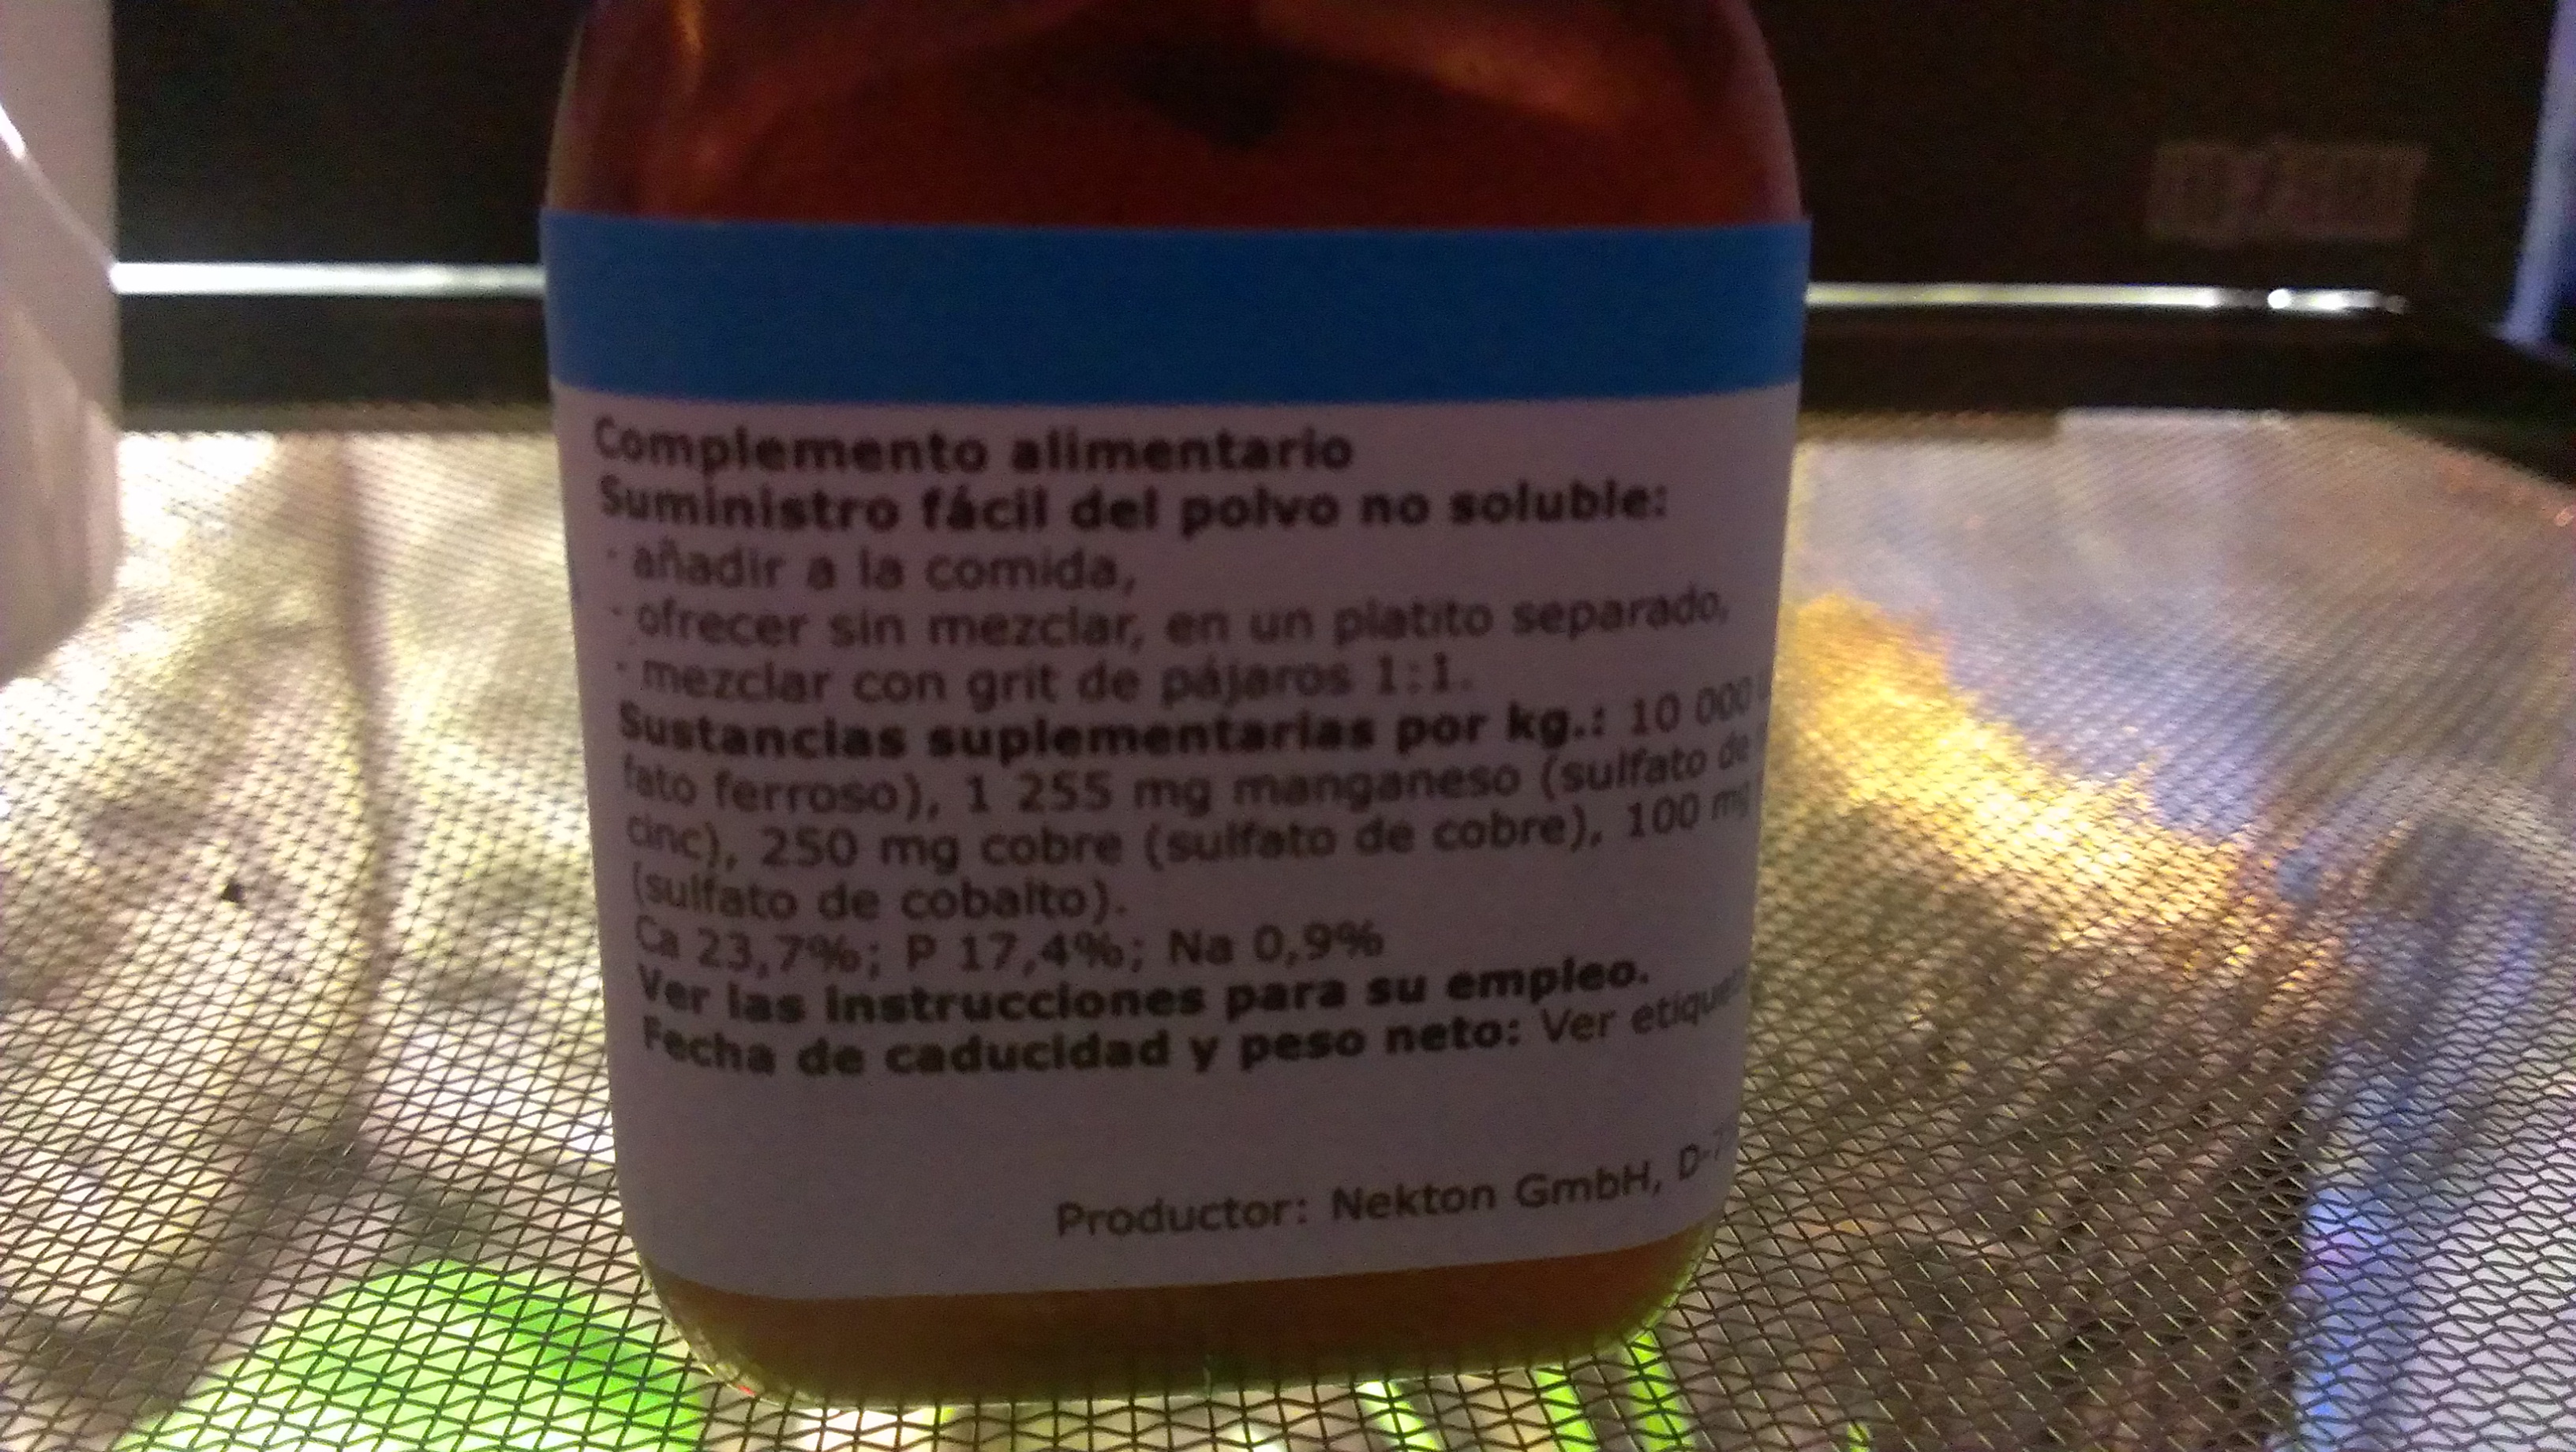 Complemento alimentario
Suministro fácil del polvo no soluble:
· añadir a la comida,
· ofrecer sin mezclar, en un platito separado,
· mezclar con grit de pájaros 1:1.
Sustancias suplementarias por kg.: 10 000
fato ferroso), 1 255 mg manganeso (sulfato de
cinc), 250 mg cobre (sulfato de cobre), 100 mg
(sulfato de cobalto).
Ca 23,7%; P 17,4%; Na 0,9%
Ver las instrucciones para su empleo.
Fecha de caducidad y peso neto: Ver
Productor: Nekton GmbH,